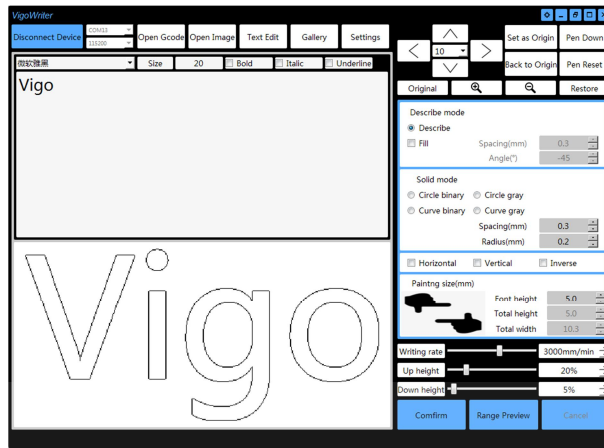 VigoWriter
Disconnect Device
COM13
115200
Open Gcode
Open Image
Text Edit
Gallery
Settings
微软雅黑
Size
20
Bold
Italic
Underline
Vigo
Vigo
10
Set as Origin
Pen Down
Back to Origin
Pen Reset
Original
Restore
Describe mode
Describe
Fill
Spacing(mm)
0.3
Angle(°)
-45
Solid mode
Circle binary
Circle gray
Curve binary
Curve gray
Spacing(mm)
0.3
Radius(mm)
0.2
Horizontal
Vertical
Inverse
Paintng size(mm)
Font height
5.0
Total height
5.0
Total width
10.3
Writing rate
3000mm/min
Up height
20%
Down height
5%
Comfirm
Range Preview
Cancel